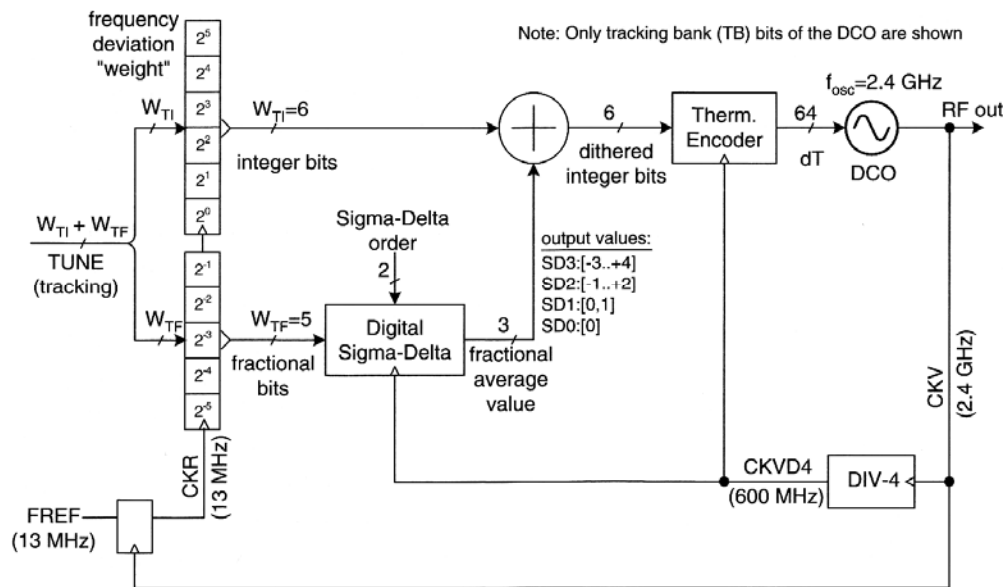 frequency
deviation
"weight"
2^5
2^4
2^3
2^2
2^1
2^0
2^-1
2^-2
2^-3
2^-4
2^-5
Note: Only tracking bank (TB) bits of the DCO are shown
W_TI
W_TI=6
integer bits
W_TI + W_TF
TUNE
(tracking)
W_TF
W_TF=5
fractional
bits
Sigma-Delta
order
2
Digital
Sigma-Delta
3
fractional
average
value
output values:
SD3:[-3..+4]
SD2:[-1..+2]
SD1:[0,1]
SD0:[0]
6
dithered
integer bits
Therm.
Encoder
64
dT
f_osc=2.4 GHz
DCO
RF out
CKV
(2.4 GHz)
CKVD4
(600 MHz)
DIV-4
CKR
(13 MHz)
FREF
(13 MHz)